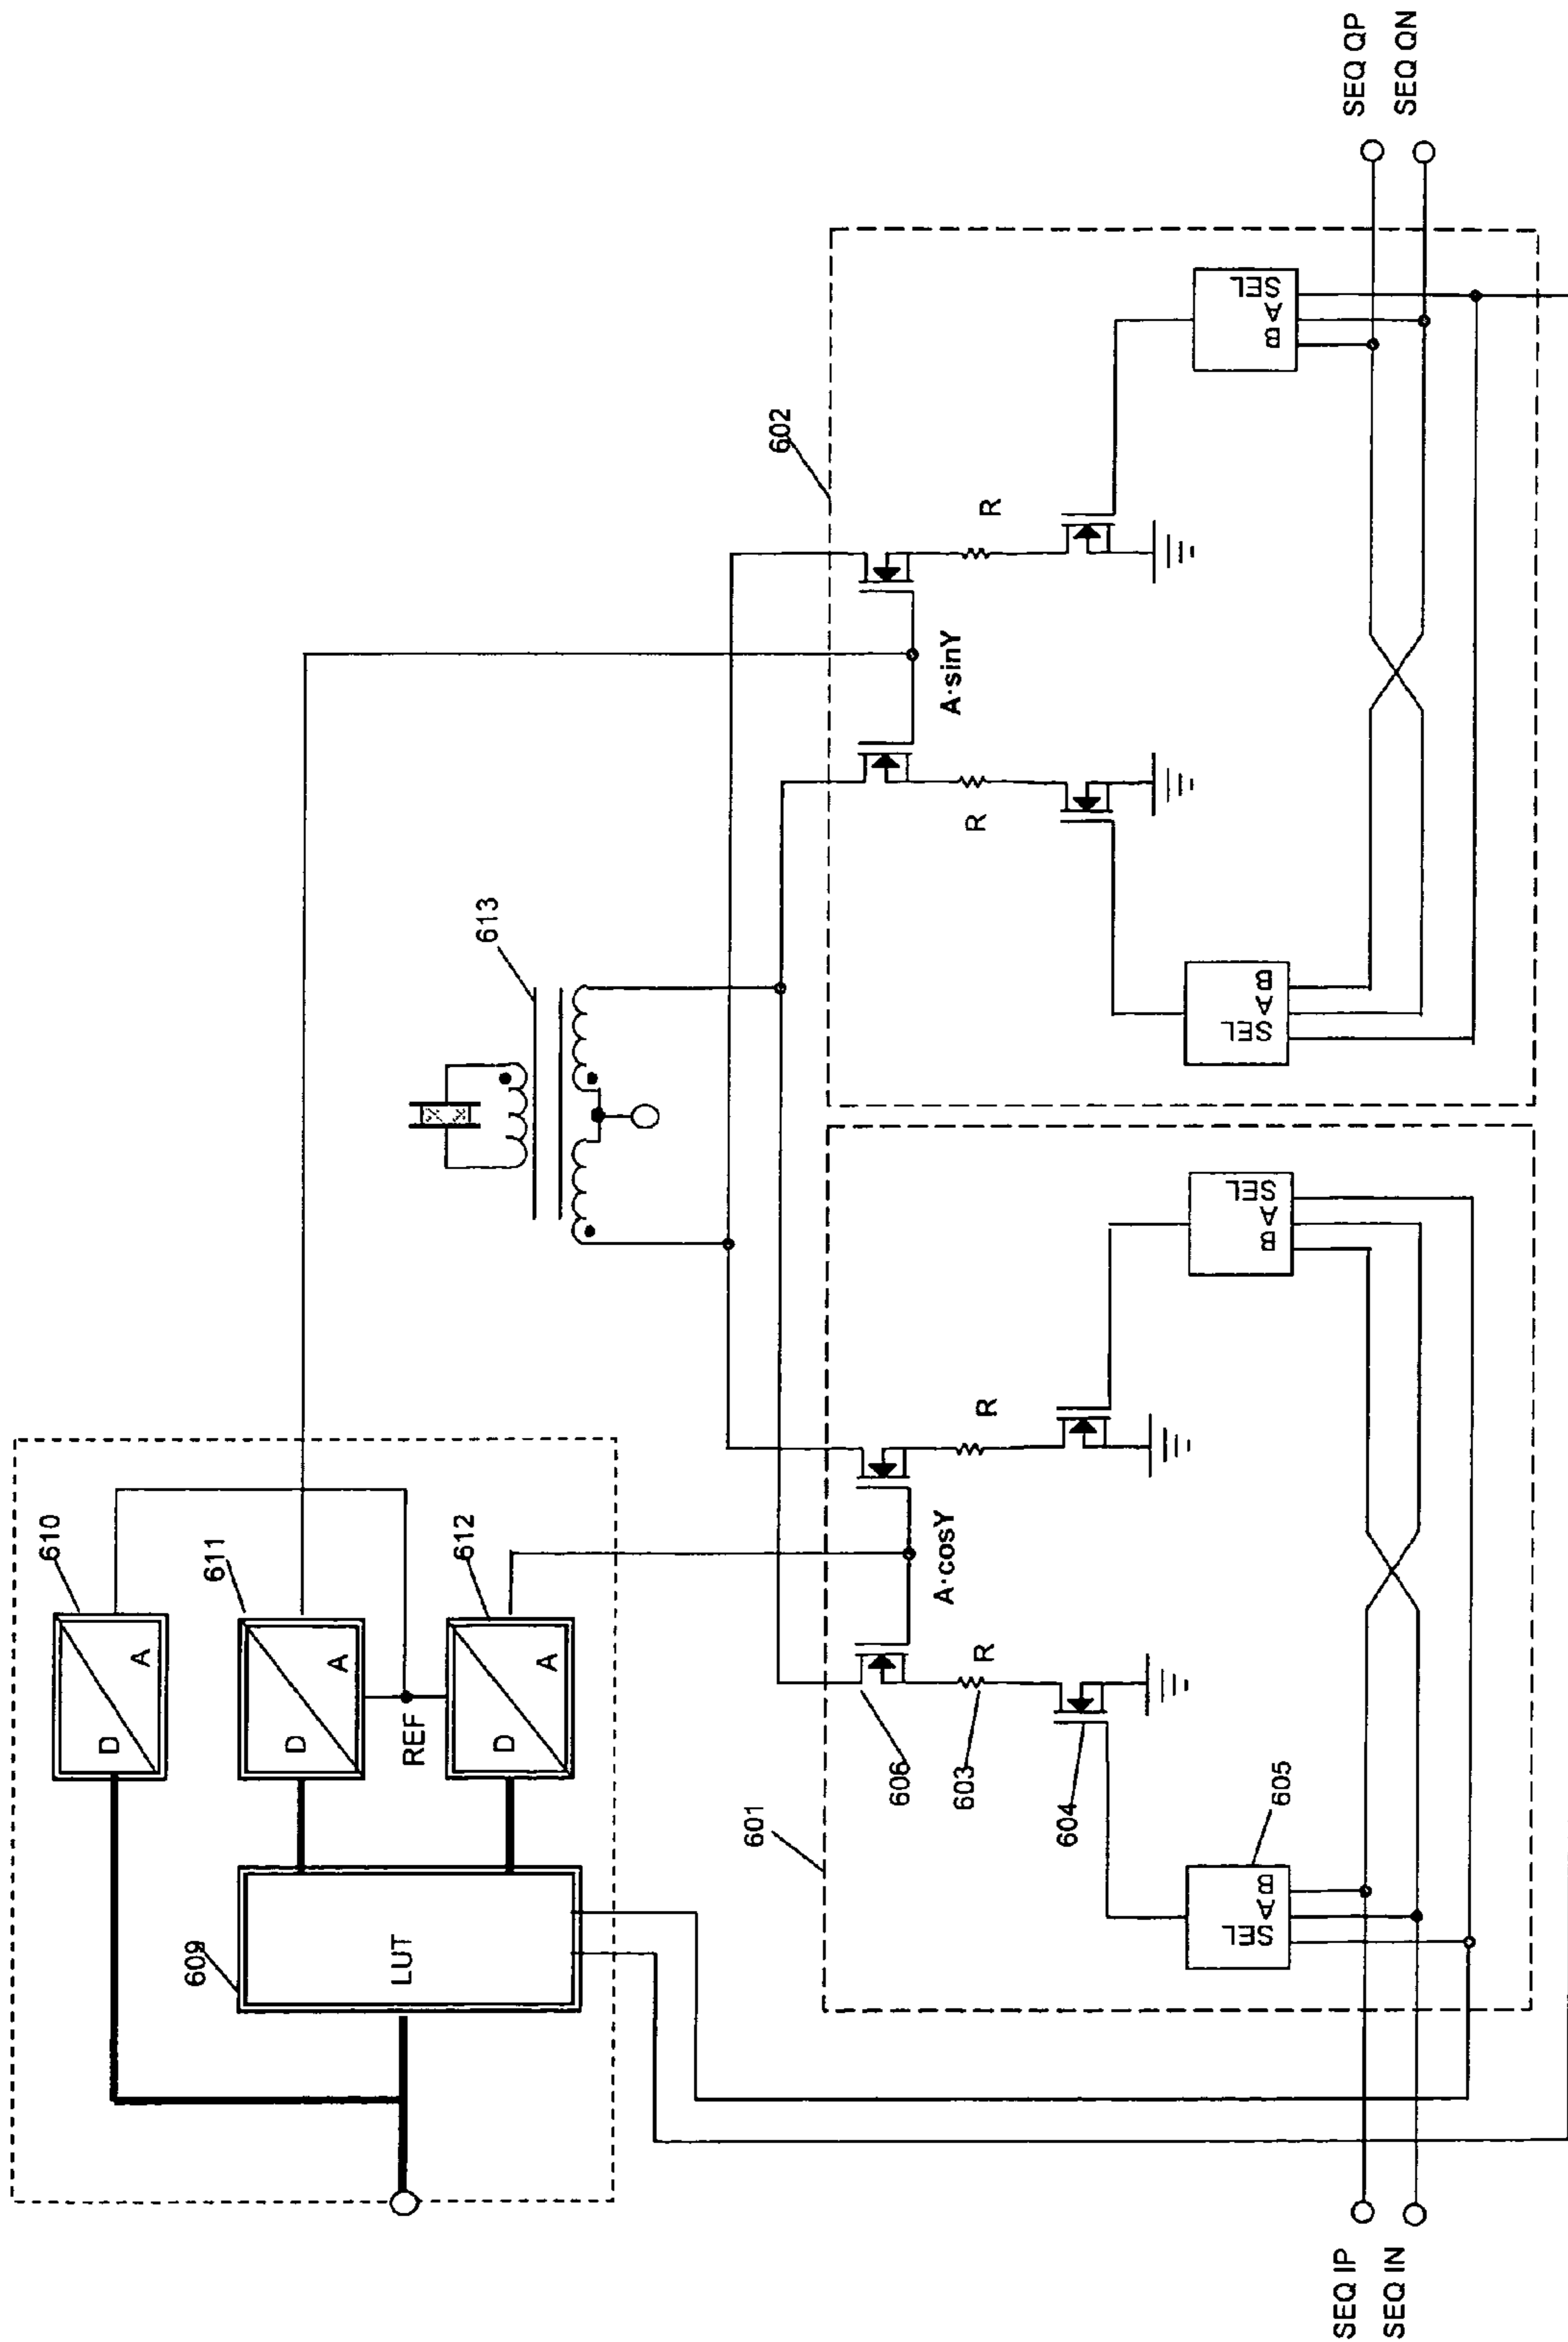 610
D
A
611
D
A
REF
612
D
A
609
LUT
613
601
602
A·cosY
A·sinY
606
603
R
R
R
R
604
605
SEL
A
B
B
A
SEL
SEL
A
B
B
A
SEL
SEQ IP
SEQ IN
SEQ QP
SEQ QN